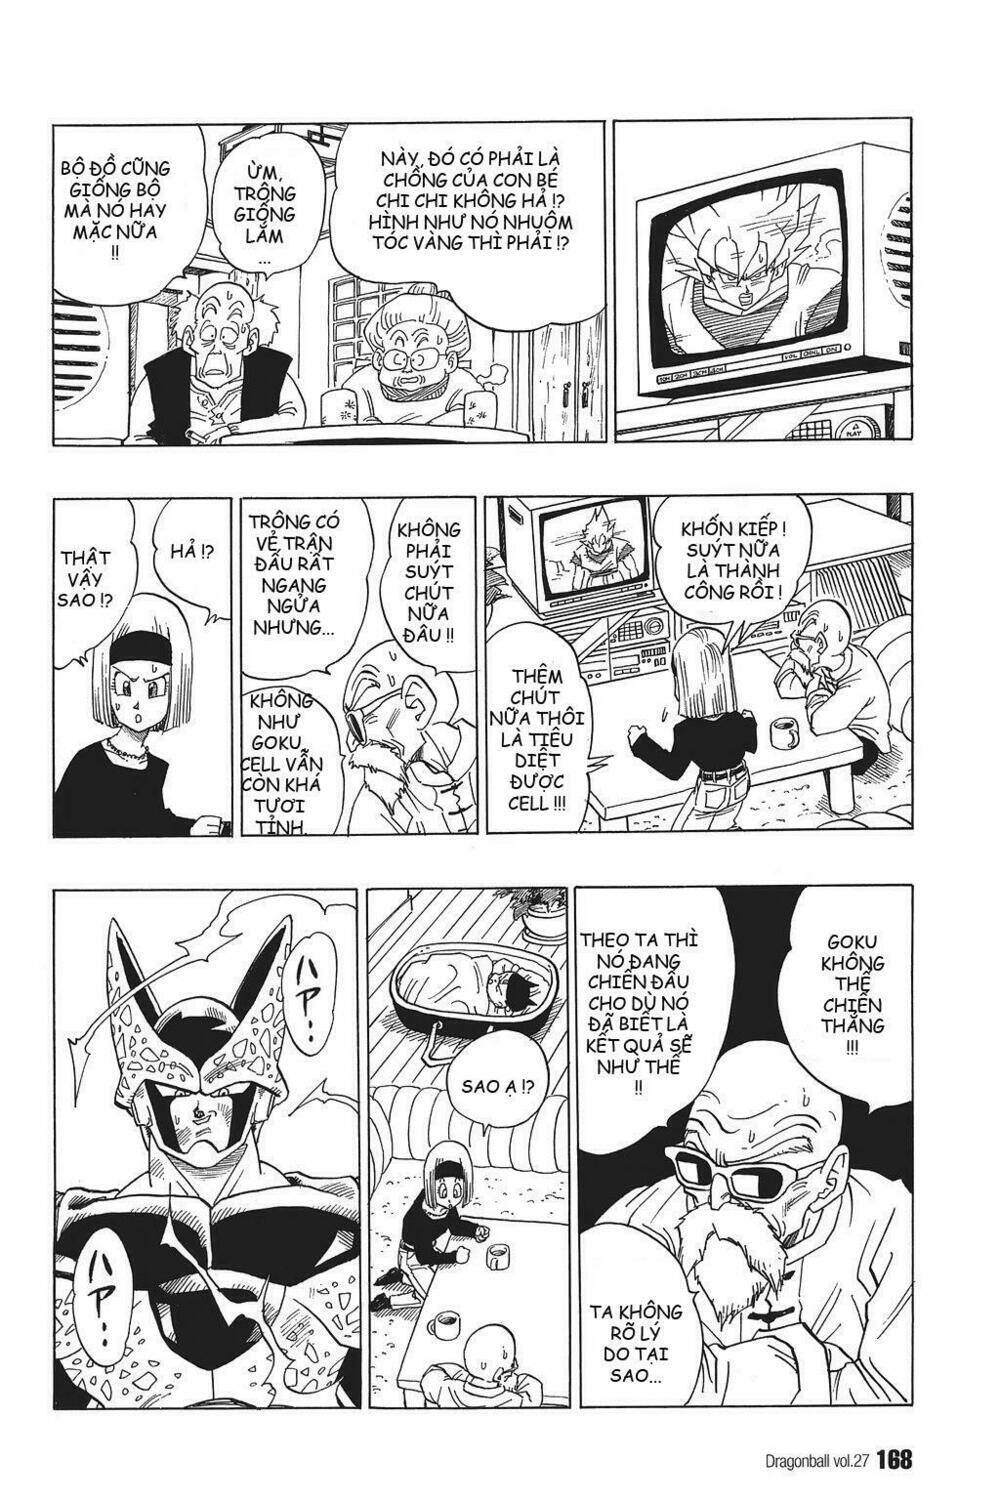 VOL
PLAY
NÀY, ĐÓ CÓ PHẢI LÀ
CHỒNG CỦA CON BÉ
CHI CHI KHÔNG HẢ !?
HÌNH NHƯ NÓ NHUỘM
TÓC VÀNG THÌ PHẢI !?
ỪM,
TRÔNG
GIỐNG
LẮM
...
BỘ ĐỒ CŨNG
GIỐNG BỘ
MÀ NÓ HAY
MẶC NỮA
!!
KHỐN KIẾP !
SUÝT NỮA
LÀ THÀNH
CÔNG RỒI !
THÊM
CHÚT
NỮA THÔI
LÀ TIÊU
DIỆT
ĐƯỢC
CELL !!!
KHÔNG
PHẢI
SUÝT
CHÚT
NỮA
ĐÂU !!
TRÔNG CÓ
VẺ TRẬN
ĐẤU RẤT
NGANG
NGỬA
NHƯNG...
KHÔNG
NHƯ
GOKU,
CELL VẪN
CÒN KHÁ
TƯƠI
TỈNH.
HẢ !?
THẬT
VẬY
SAO !?
GOKU
KHÔNG
THỂ
CHIẾN
THẮNG
!!!
THEO TA THÌ
NÓ ĐANG
CHIẾN ĐẤU
CHO DÙ NÓ
ĐÃ BIẾT LÀ
KẾT QUẢ SẼ
NHƯ THẾ
!!
TA KHÔNG
RÕ LÝ
DO TẠI
SAO...
SAO Ạ !?
ハア…
ハア…
Dragonball vol.27 168